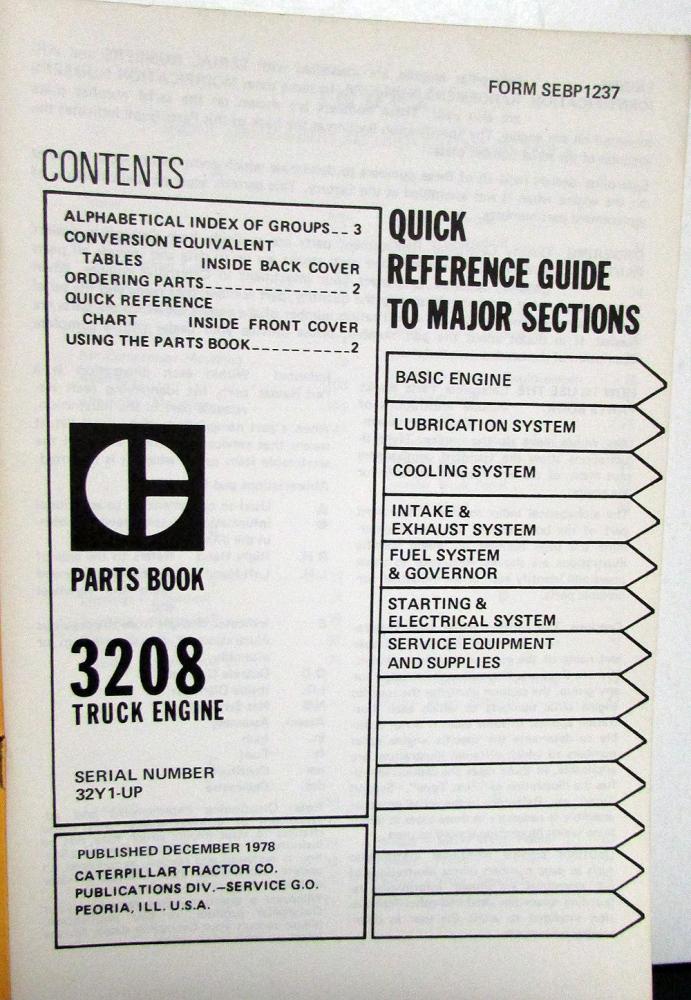 FORM SEBP1237
CONTENTS
ALPHABETICAL INDEX OF GROUPS__ 3
CONVERSION EQUIVALENT
TABLES INSIDE BACK COVER
ORDERING PARTS_______________ 2
QUICK REFERENCE
CHART INSIDE FRONT COVER
USING THE PARTS BOOK__________2
PARTS BOOK
3208
TRUCK ENGINE
SERIAL NUMBER
32Y1-UP
PUBLISHED DECEMBER 1978
CATERPILLAR TRACTOR CO.
PUBLICATIONS DIV.–SERVICE G.O.
PEORIA, ILL. U.S.A.
QUICK
REFERENCE GUIDE
TO MAJOR SECTIONS
BASIC ENGINE
LUBRICATION SYSTEM
COOLING SYSTEM
INTAKE &
EXHAUST SYSTEM
FUEL SYSTEM
& GOVERNOR
STARTING &
ELECTRICAL SYSTEM
SERVICE EQUIPMENT
AND SUPPLIES